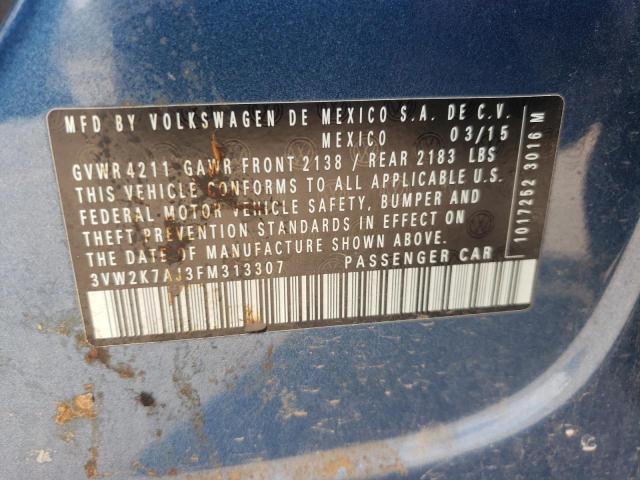 MFD BY VOLKSWAGEN DE MEXICO S.A. DE C.V.
MEXICO 03/15
GVWR 4211 GAWR FRONT 2138 / REAR 2183 LBS
THIS VEHICLE CONFORMS TO ALL APPLICABLE U.S.
FEDERAL MOTOR VEHICLE SAFETY, BUMPER AND
THEFT PREVENTION STANDARDS IN EFFECT ON
THE DATE OF MANUFACTURE SHOWN ABOVE.
3VW2K7AJ3FM313307 PASSENGER CAR
1017262 3016 M